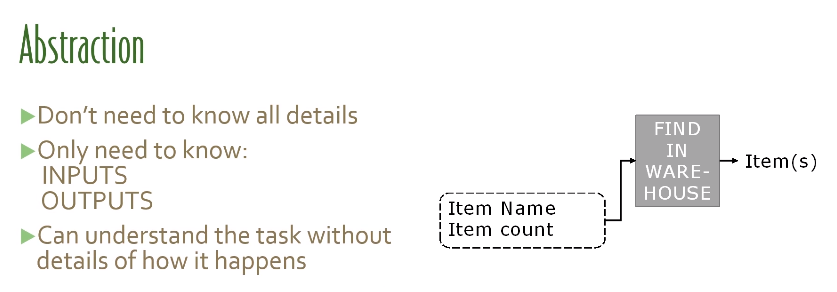 Abstraction
Don't need to know all details
Only need to know:
INPUTS
OUTPUTS
Can understand the task without
details of how it happens
Item Name
Item count
FIND
IN
WARE-
HOUSE
Item(s)